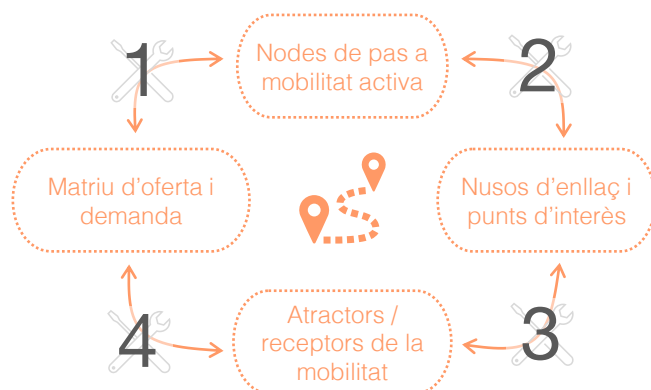 1
Nodes de pas a
mobilitat activa
2
Matriu d’oferta i
demanda
Nusos d’enllaç i
punts d’interès
4
Atractors /
receptors de la
mobilitat
3